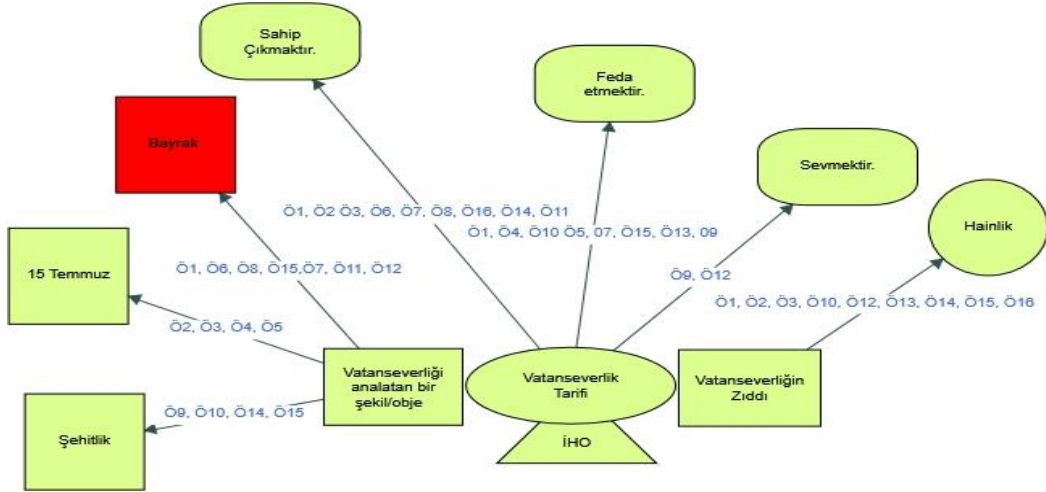 Sahip
Çıkmaktır.
Feda
etmektir.
Bayrak
Sevmektir.
Hainlik
Ö1, Ö2 Ö3, Ö6, Ö7, Ö8, Ö16, Ö14, Ö11
Ö1, Ö4, Ö10 Ö5, 07, Ö15, Ö13, 09
15 Temmuz
Ö1, Ö6, Ö8, Ö15,Ö7, Ö11, Ö12
Ö9, Ö12
Ö1, Ö2, Ö3, Ö10, Ö12, Ö13, Ö14, Ö15, Ö16
Ö2, Ö3, Ö4, Ö5
Vatanseverliği
analatan bir
şekil/obje
Vatanseverlik
Tarifi
Vatanseverliğin
Zıddı
Ö9, Ö10, Ö14, Ö15
Şehitlik
İHO